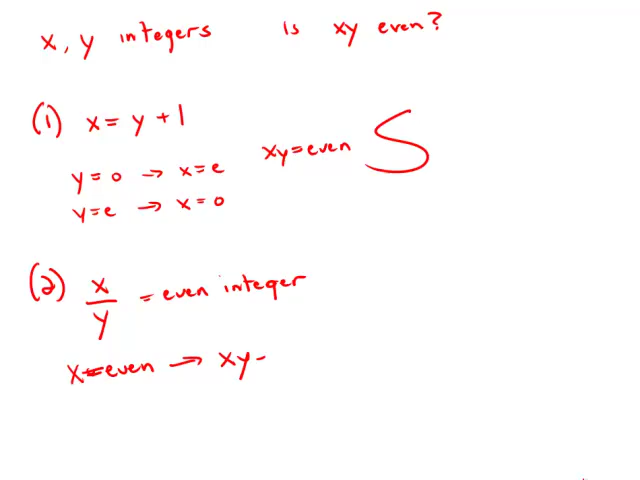 x, y integers is xy even?
(1) x = y + 1
xy = even S
y = o → x = e
y = e → x = o
(2) x/y = even integer
x = even → xy -